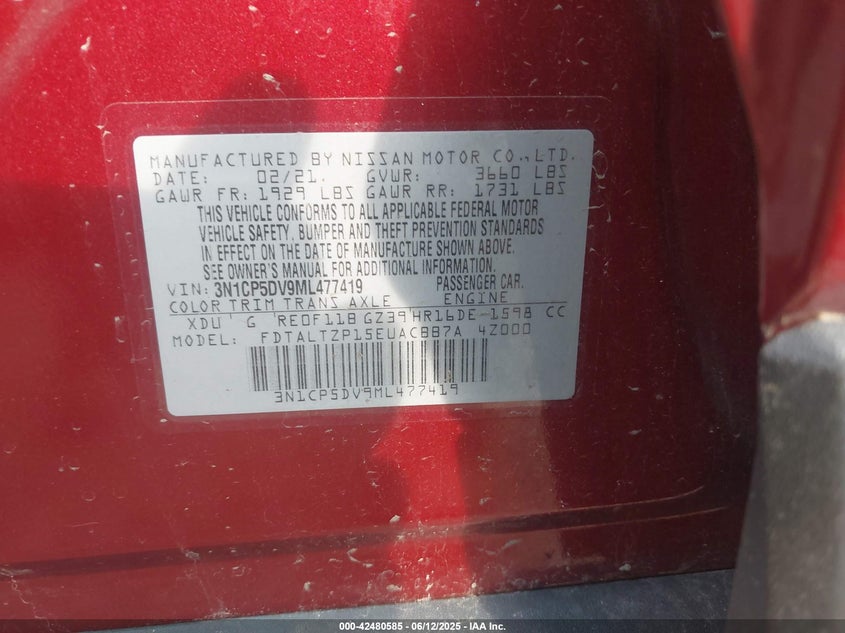 MANUFACTURED BY NISSAN MOTOR CO., LTD.
DATE: 02/21. GVWR: 3660 LBS
GAWR FR: 1929 LBS GAWR RR: 1731 LBS
THIS VEHICLE CONFORMS TO ALL APPLICABLE FEDERAL MOTOR
VEHICLE SAFETY, BUMPER AND THEFT PREVENTION STANDARDS
IN EFFECT ON THE DATE OF MANUFACTURE SHOWN ABOVE.
SEE OWNER'S MANUAL FOR ADDITIONAL INFORMATION.
VIN: 3N1CP5DV9ML477419 PASSENGER CAR.
COLOR TRIM TRANS AXLE ENGINE
XDU G RE0F11B GZ39 HR16DE-1598 CC
MODEL: FDTALTZP15EUACBB7A 4Z000
3N1CP5DV9ML477419
000-42480585 - 06/12/2025 - IAA Inc.